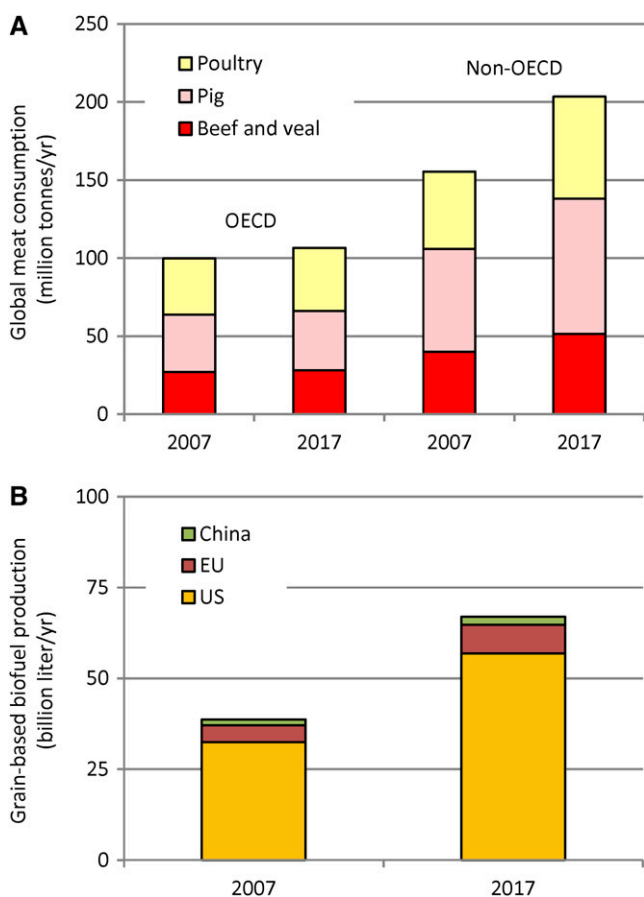 A
Global meat consumption
(million tonnes/yr)
250
200
150
100
50
0
Poultry
Pig
Beef and veal
OECD
Non-OECD
2007 2017 2007 2017
B
Grain-based biofuel production
(billion liter/yr)
100
75
50
25
0
China
EU
US
2007 2017